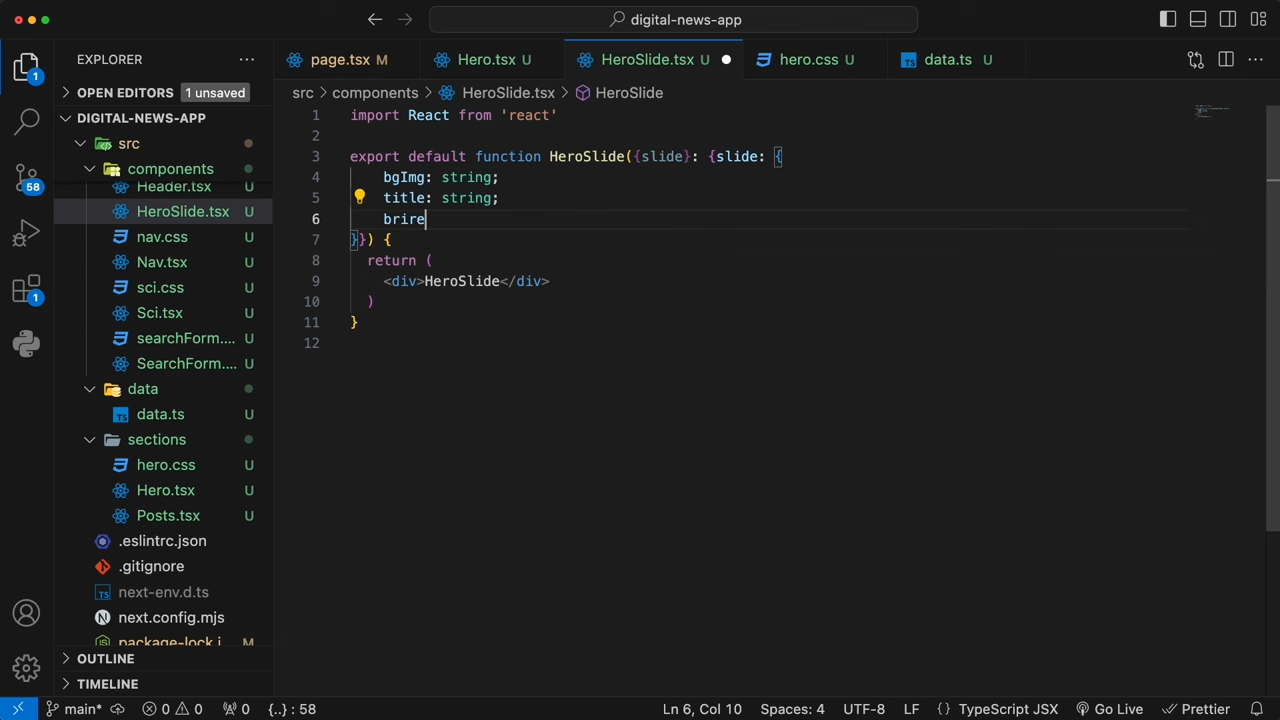 digital-news-app
EXPLORER
page.tsx M
Hero.tsx U
HeroSlide.tsx U
hero.css U
data.ts U
OPEN EDITORS 1 unsaved
src > components > HeroSlide.tsx > HeroSlide
DIGITAL-NEWS-APP
src
components
Header.tsx U
HeroSlide.tsx U
nav.css U
Nav.tsx U
sci.css U
Sci.tsx U
searchForm.... U
SearchForm.... U
data
data.ts U
sections
hero.css U
Hero.tsx U
Posts.tsx U
.eslintrc.json
.gitignore
next-env.d.ts
next.config.mjs
package-lock.j M
OUTLINE
TIMELINE
1
58
1
1 import React from 'react'
2
3 export default function HeroSlide({slide}: {slide: {
4 bgImg: string;
5 title: string;
6 brire
7 }}) {
8 return (
9 <div>HeroSlide</div>
10 )
11 }
12
main* 0 0 0 {..} : 58 Ln 6, Col 10 Spaces: 4 UTF-8 LF {} TypeScript JSX Go Live Prettier